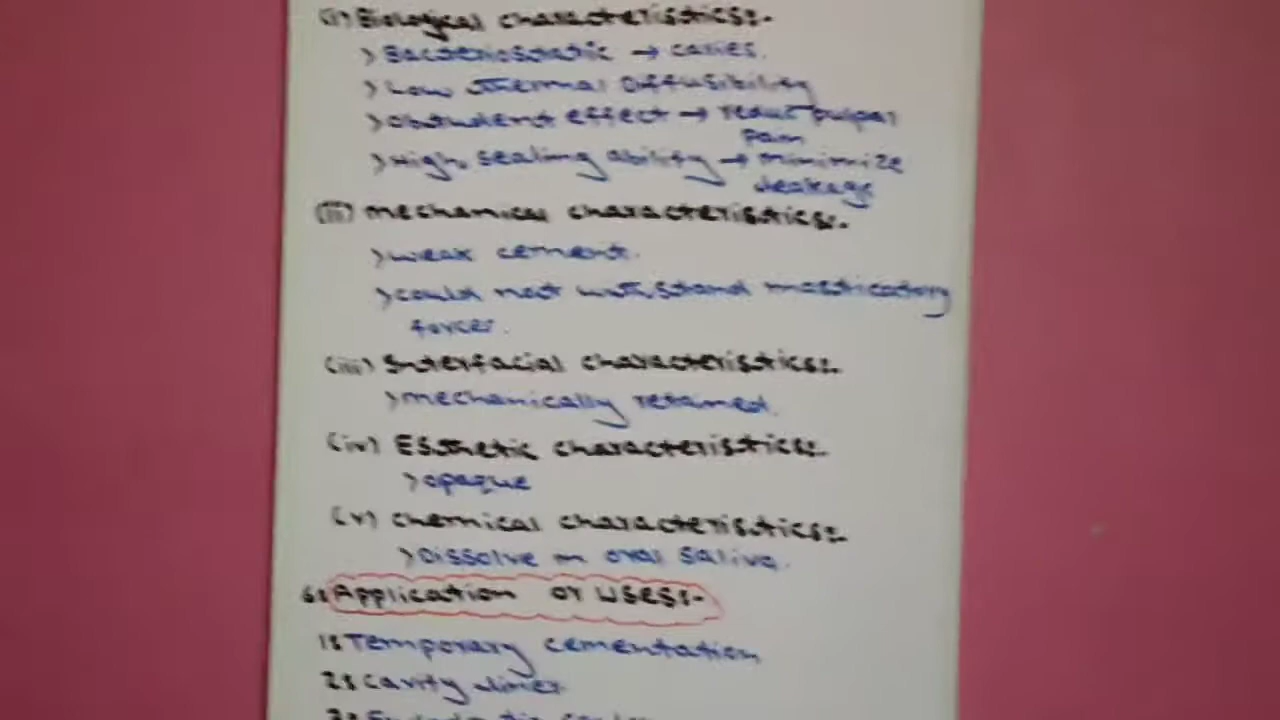 (i) Biological characteristics:-
> Bacteriostatic → caries.
> Low thermal Diffusibility
> obtundent effect → reduct pulpal
pain
> High sealing ability → minimize
leakage
(ii) mechanical characteristics:-
> weak cement.
> could not withstand masticatory
forces.
(iii) Interfacial characteristics:-
> mechanically retained.
(iv) Esthetic characteristics:-
> opaque
(v) chemical characteristics:-
> Dissolve in oral saliva.
6: Application or uses:-
1: Temporary cementation
2: Cavity liner
3: